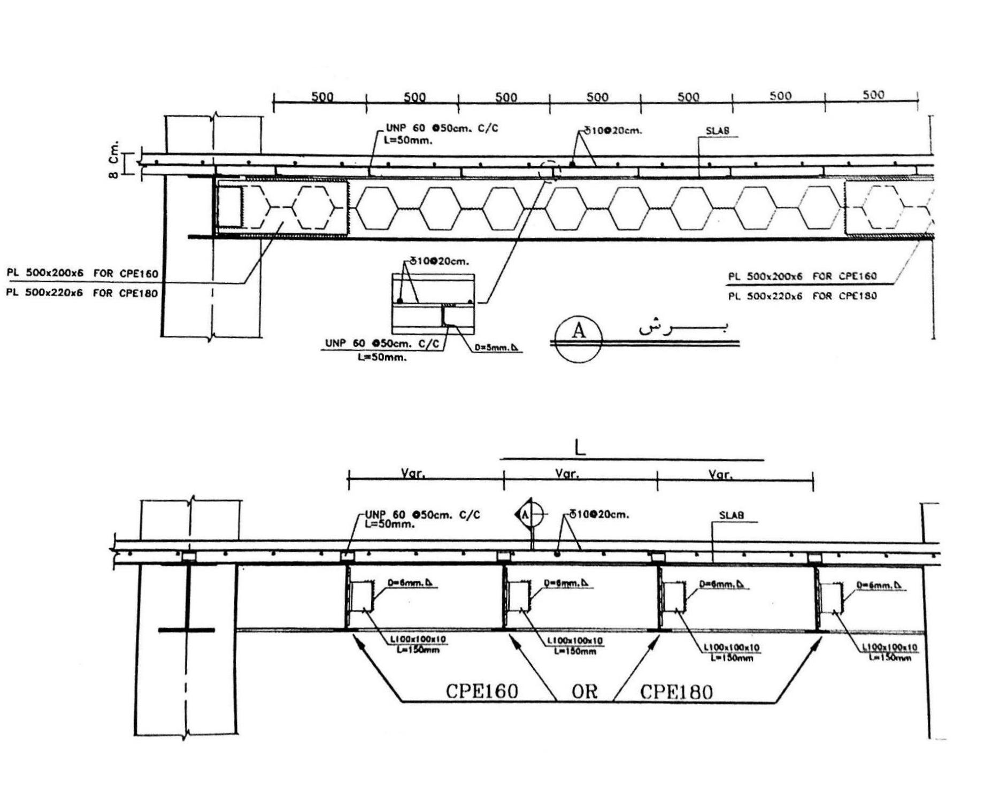 500 500 500 500 500 500 500
UNP 60 @50cm. C/C
L=50mm.
Φ10@20cm.
SLAB
8 Cm.
PL 500x200x6 FOR CPE160
PL 500x220x6 FOR CPE180
Φ10@20cm.
UNP 60 @50cm. C/C
L=50mm.
D=5mm.
PL 500x200x6 FOR CPE160
PL 500x220x6 FOR CPE180
A
برش
L
Var. Var. Var.
UNP 60 @50cm. C/C
L=50mm.
A
Φ10@20cm.
SLAB
D=6mm. D=6mm. D=6mm. D=6mm.
L100x100x10 L100x100x10 L100x100x10 L100x100x10
L=150mm L=150mm L=150mm L=150mm
CPE160 OR CPE180